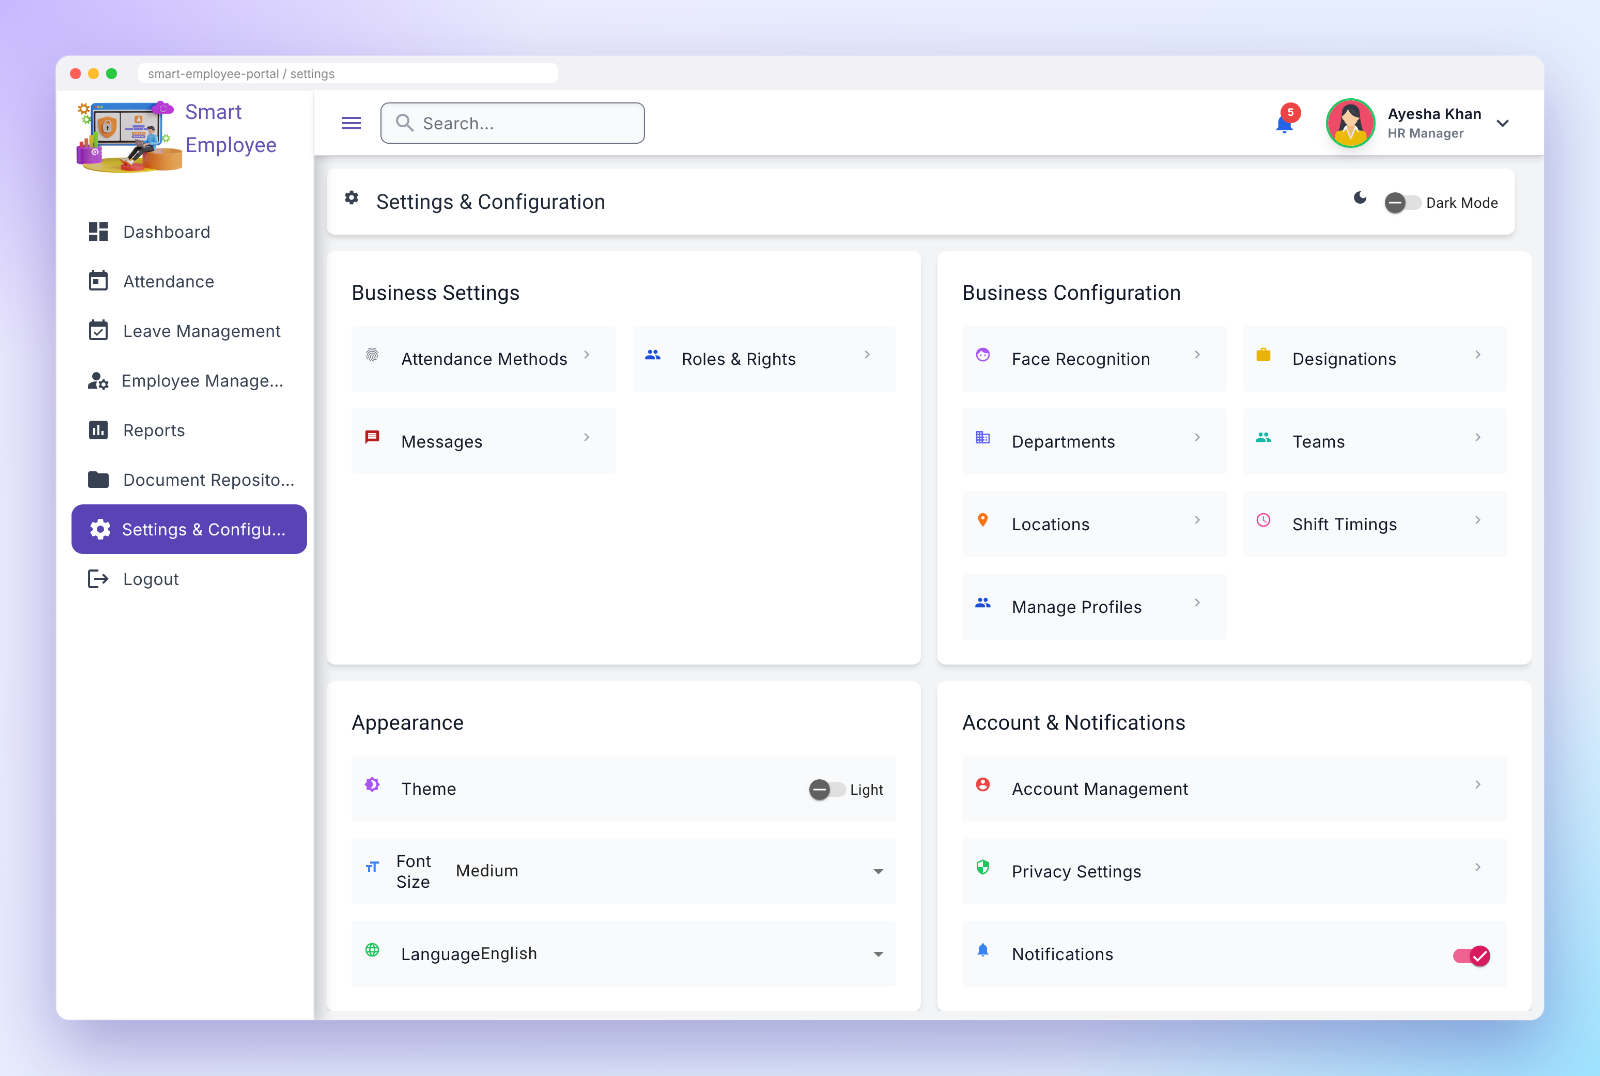 smart-employee-portal / settings
Smart
Employee
Search...
5
Ayesha Khan
HR Manager
Dashboard
Attendance
Leave Management
Employee Manage...
Reports
Document Reposito...
Settings & Configu...
Logout
Settings & Configuration
Dark Mode
Business Settings
Attendance Methods
Roles & Rights
Messages
Business Configuration
Face Recognition
Designations
Departments
Teams
Locations
Shift Timings
Manage Profiles
Appearance
Theme
Light
Font
Size
Medium
Language
English
Account & Notifications
Account Management
Privacy Settings
Notifications